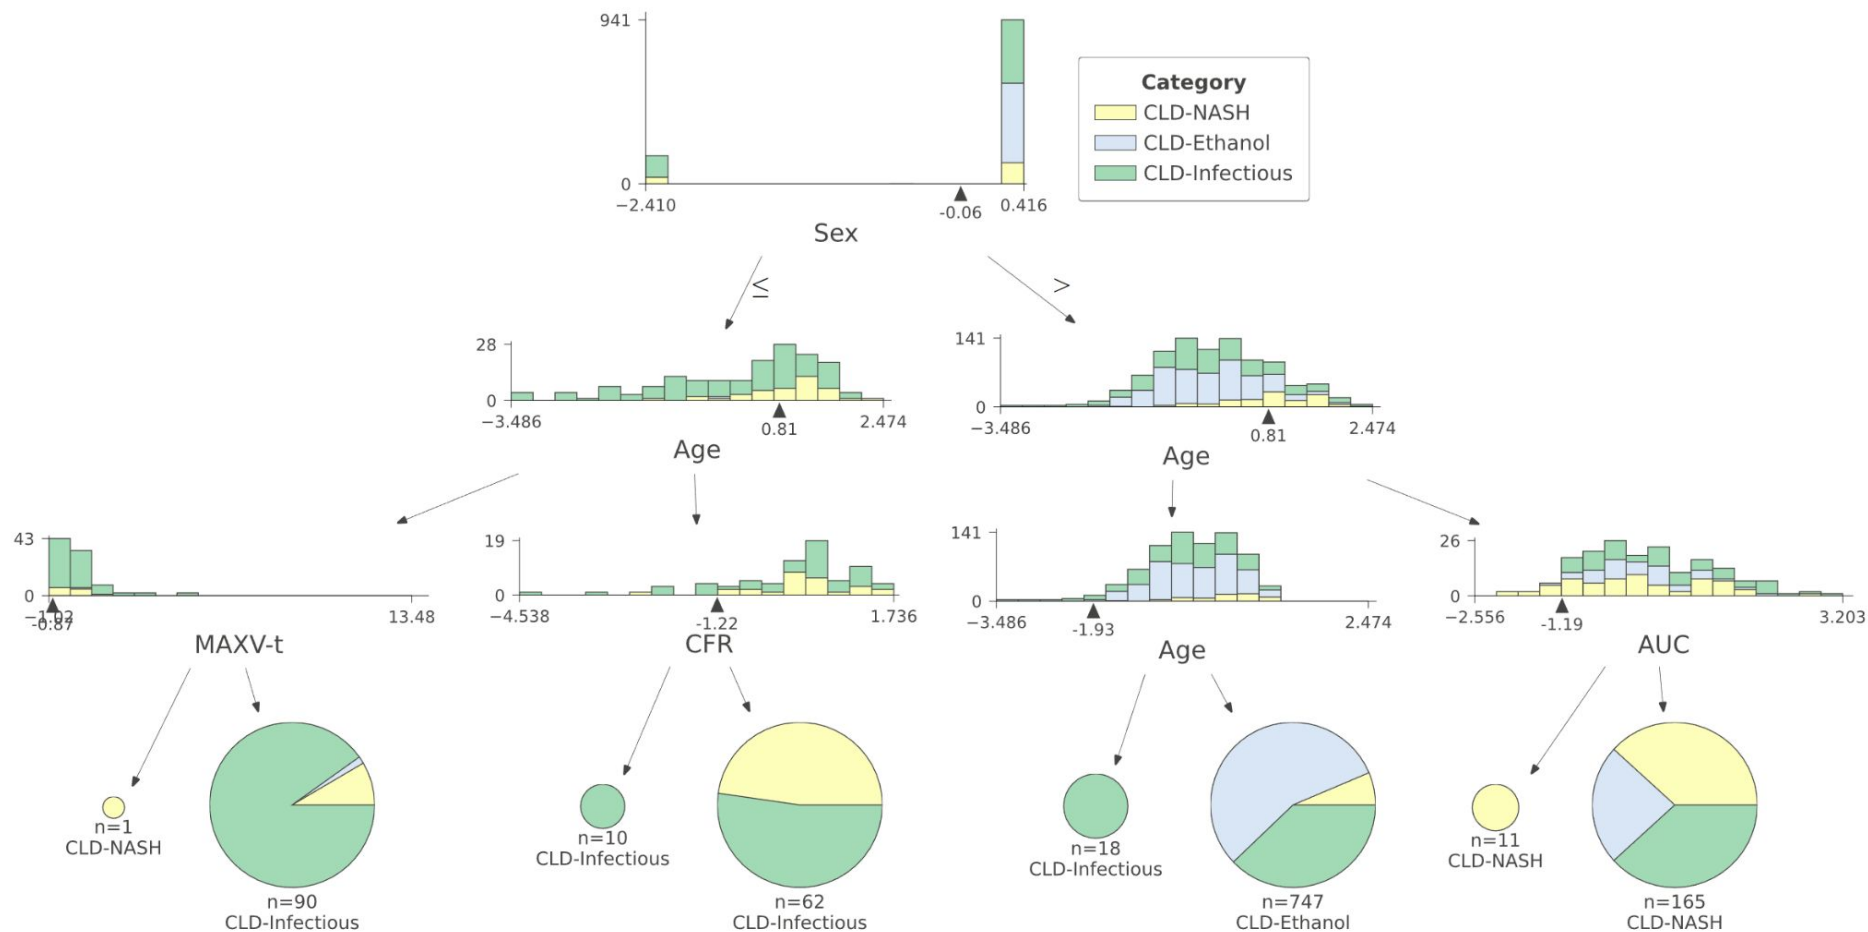 941
0
−2.410
-0.06
0.416
Sex
Category
CLD-NASH
CLD-Ethanol
CLD-Infectious
≤
>
28
0
−3.486
0.81
2.474
Age
141
0
−3.486
0.81
2.474
Age
43
0
-0.87
13.48
MAXV-t
19
0
−4.538
-1.22
1.736
CFR
141
0
−3.486
-1.93
2.474
Age
26
0
−2.556
-1.19
3.203
AUC
n=1
CLD-NASH
n=90
CLD-Infectious
n=10
CLD-Infectious
n=62
CLD-Infectious
n=18
CLD-Infectious
n=747
CLD-Ethanol
n=11
CLD-NASH
n=165
CLD-NASH